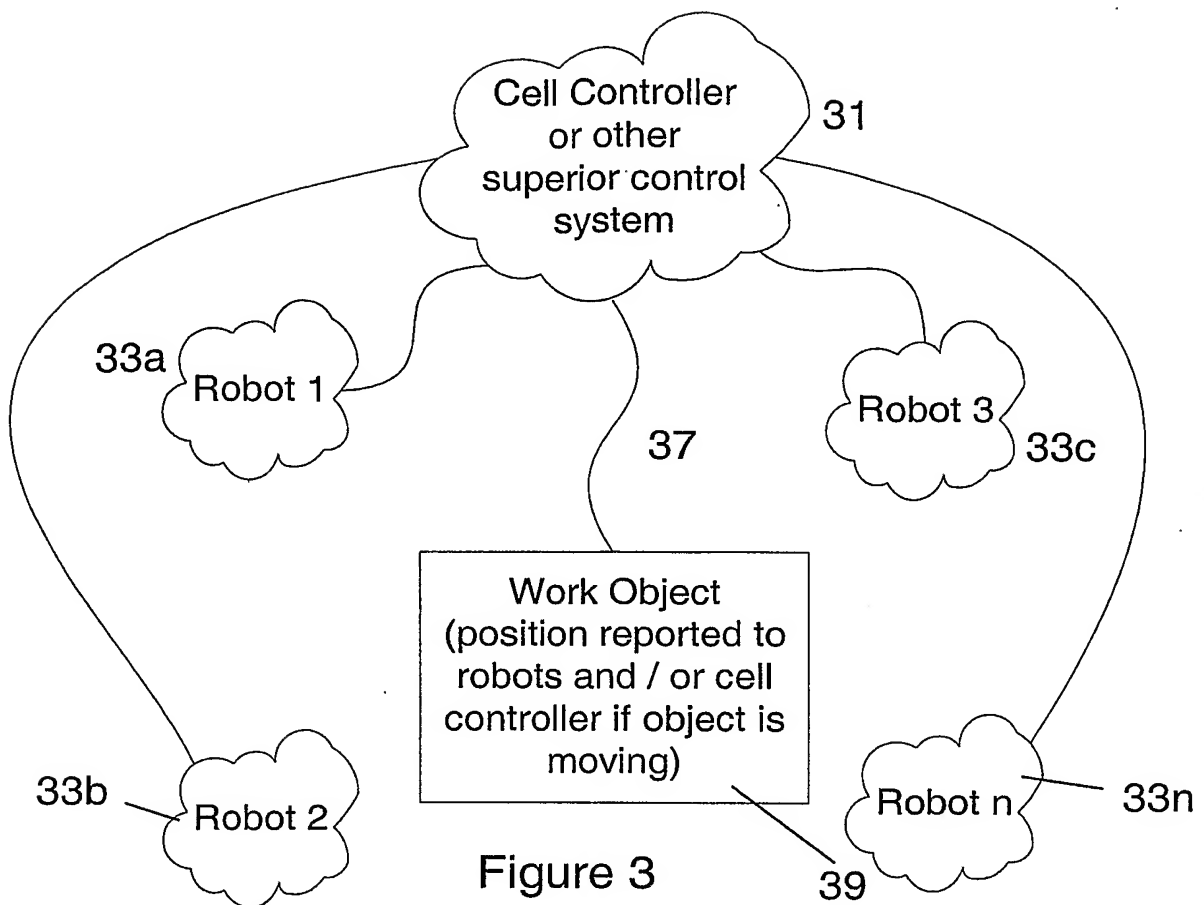 Cell Controller
or other
superior control
system
31
33a
Robot 1
Robot 3
33c
37
Work Object
(position reported to
robots and / or cell
controller if object is
moving)
33b
Robot 2
Robot n
33n
39
Figure 3